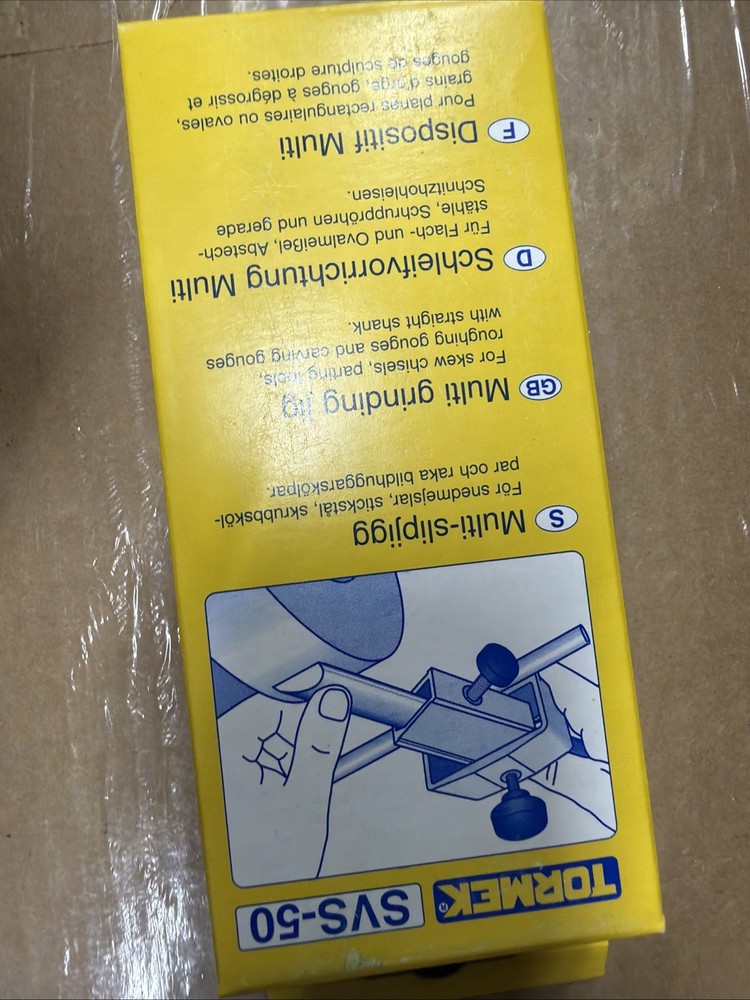 TORMEK®
SVS-50
S
Multi-slipjigg
För snedmejslar, stickstål, skrubbsköl-
par och raka bildhuggarskölpar.
GB
Multi grinding jig
For skew chisels, parting tools,
roughing gouges and carving gouges
with straight shank.
D
Schleifvorrichtung Multi
Für Flach- und Ovalmeißel, Abstech-
stähle, Schruppröhren und gerade
Schnitzhohleisen.
F
Dispositif Multi
Pour planes rectangulaires ou ovales,
grains d'orge, gouges à dégrossir et
gouges de sculpture droites.